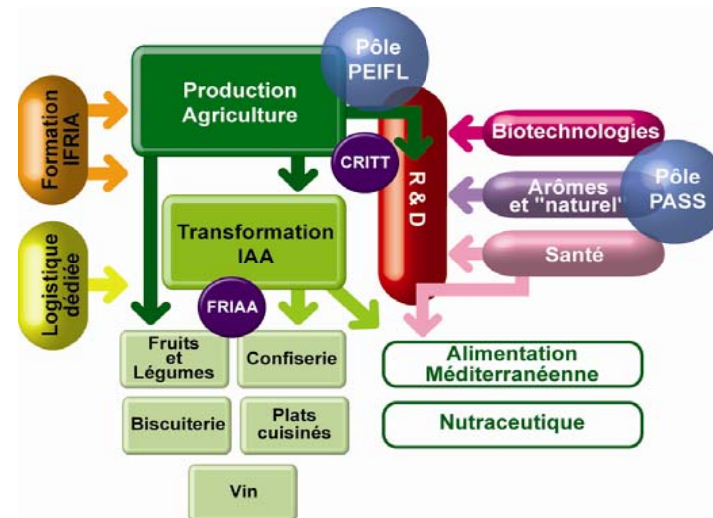 Pôle
PEIFL
Production
Agriculture
Formation
IFRIA
Biotechnologies
CRITT
R & D
Arômes
et "naturel"
Pôle
PASS
Transformation
IAA
Santé
Logistique
dédiée
FRIAA
Fruits
et
Légumes
Confiserie
Alimentation
Méditerranéenne
Biscuiterie
Plats
cuisinés
Nutraceutique
Vin